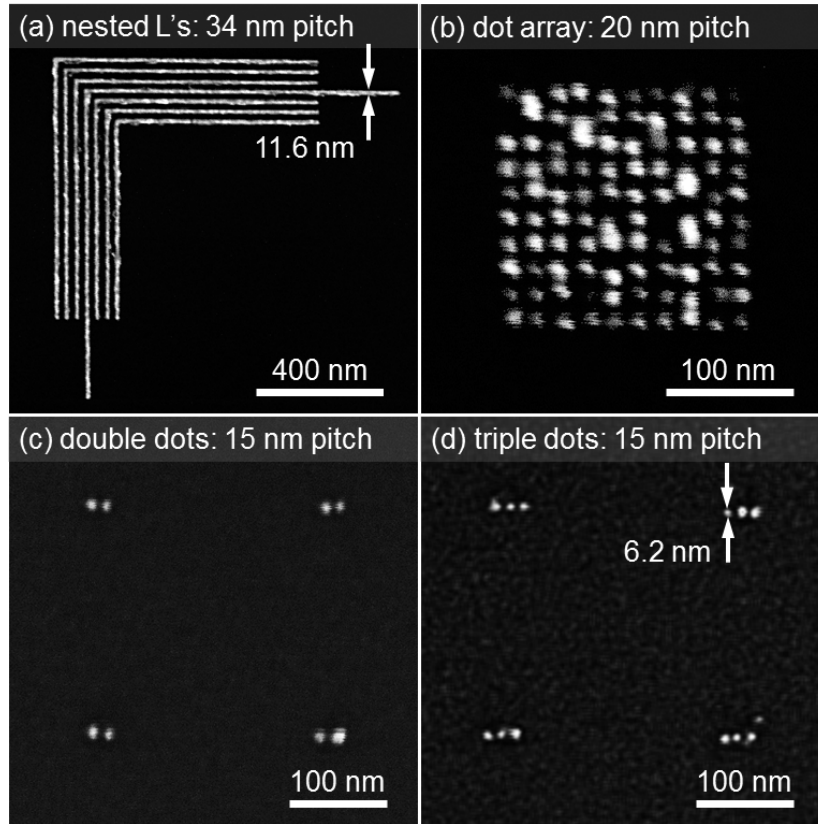 (a) nested L's: 34 nm pitch
11.6 nm
400 nm
(b) dot array: 20 nm pitch
100 nm
(c) double dots: 15 nm pitch
100 nm
(d) triple dots: 15 nm pitch
6.2 nm
100 nm